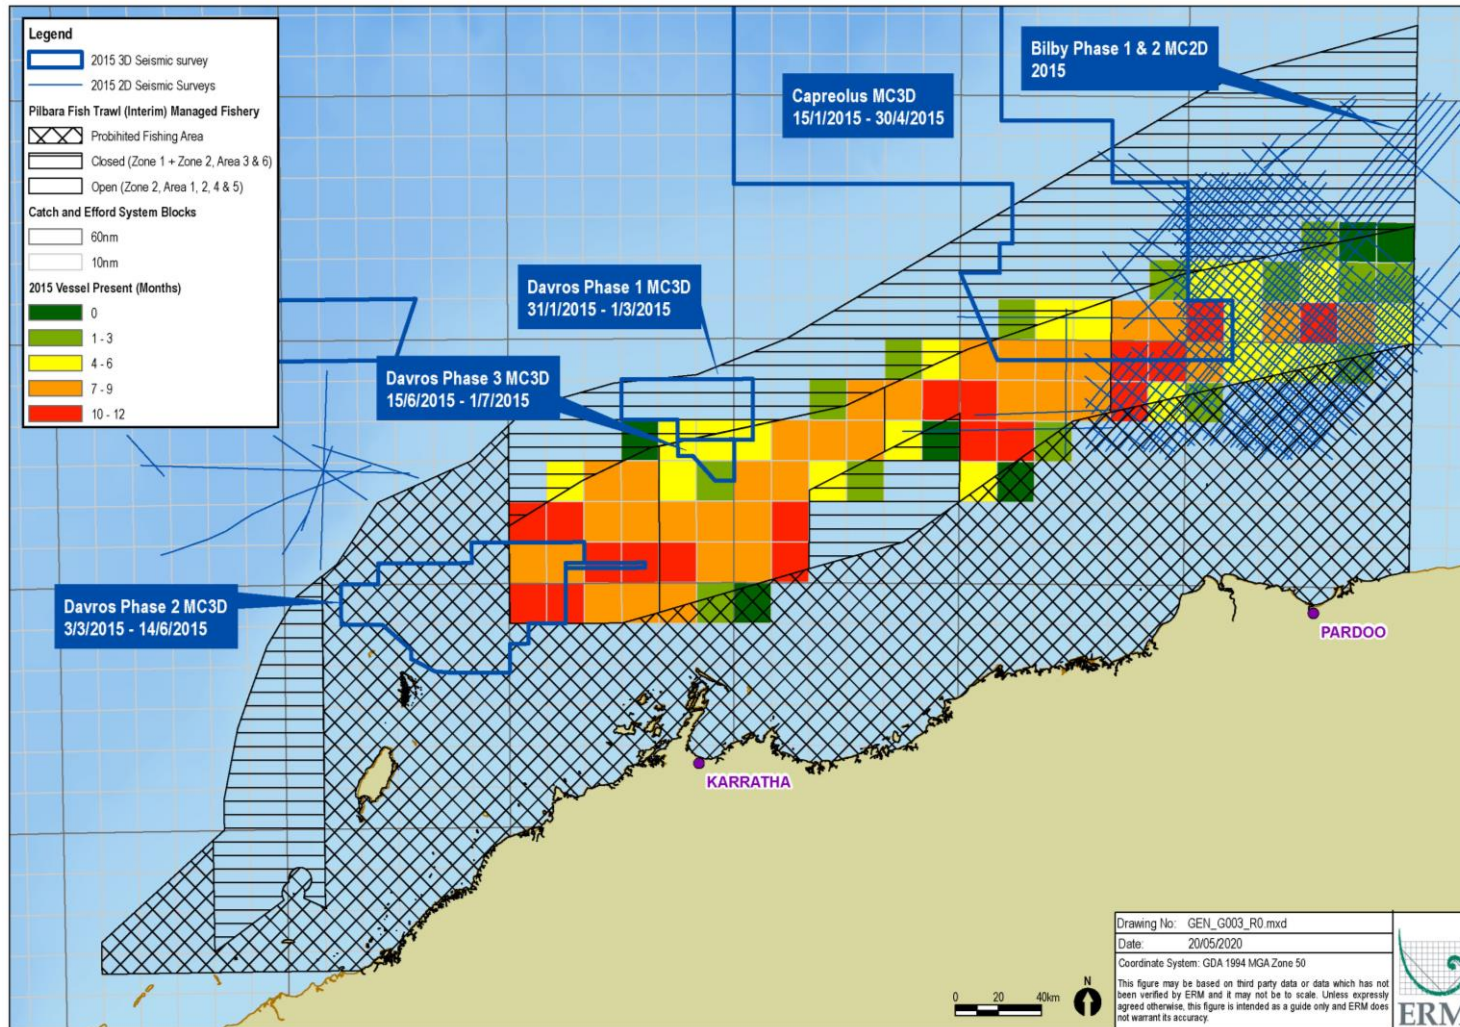 Legend
2015 3D Seismic survey
2015 2D Seismic Surveys
Pilbara Fish Trawl (Interim) Managed Fishery
Probihited Fishing Area
Closed (Zone 1 + Zone 2, Area 3 & 6)
Open (Zone 2, Area 1, 2, 4 & 5)
Catch and Efford System Blocks
60nm
10nm
2015 Vessel Present (Months)
0
1 - 3
4 - 6
7 - 9
10 - 12
Bilby Phase 1 & 2 MC2D
2015
Capreolus MC3D
15/1/2015 - 30/4/2015
Davros Phase 1 MC3D
31/1/2015 - 1/3/2015
Davros Phase 3 MC3D
15/6/2015 - 1/7/2015
Davros Phase 2 MC3D
3/3/2015 - 14/6/2015
PARDOO
KARRATHA
0 20 40km
N
Drawing No: GEN_G003_R0.mxd
Date: 20/05/2020
Coordinate System: GDA 1994 MGA Zone 50
This figure may be based on third party data or data which has not
been verified by ERM and it may not be to scale. Unless expressly
agreed otherwise, this figure is intended as a guide only and ERM does
not warrant its accuracy.
ERM